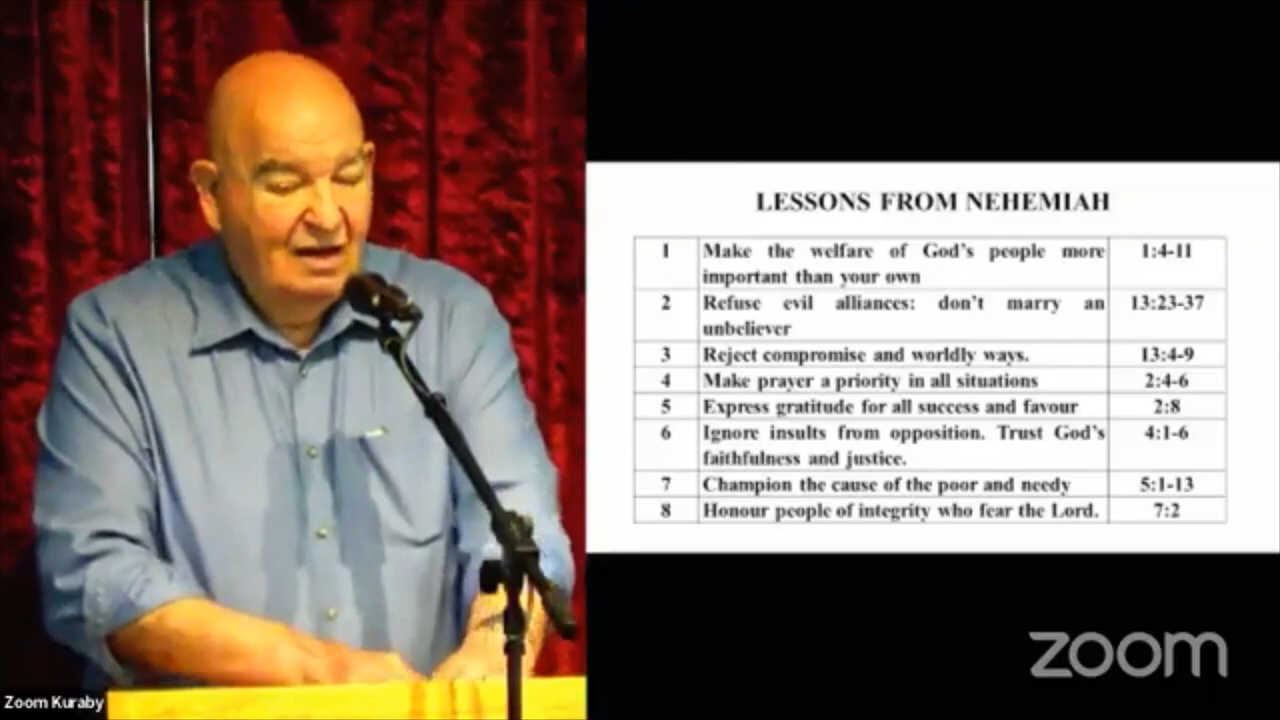 LESSONS FROM NEHEMIAH
1 Make the welfare of God's people more 1:4-11
important than your own
2 Refuse evil alliances: don't marry an 13:23-37
unbeliever
3 Reject compromise and worldly ways. 13:4-9
4 Make prayer a priority in all situations 2:4-6
5 Express gratitude for all success and favour 2:8
6 Ignore insults from opposition. Trust God's 4:1-6
faithfulness and justice.
7 Champion the cause of the poor and needy 5:1-13
8 Honour people of integrity who fear the Lord. 7:2
zoom
Zoom Kuraby